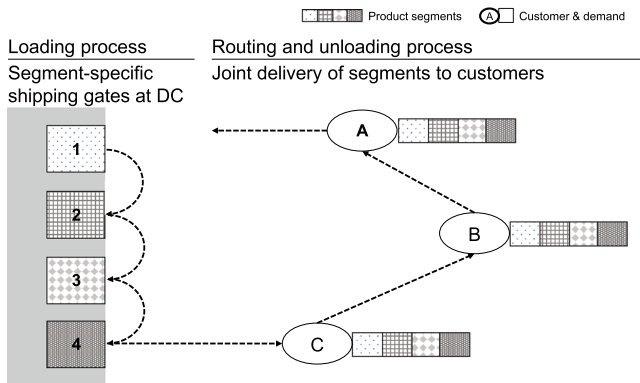 Product segments
A Customer & demand
Loading process
Routing and unloading process
Segment-specific
shipping gates at DC
Joint delivery of segments to customers
1
A
2
B
3
4
C